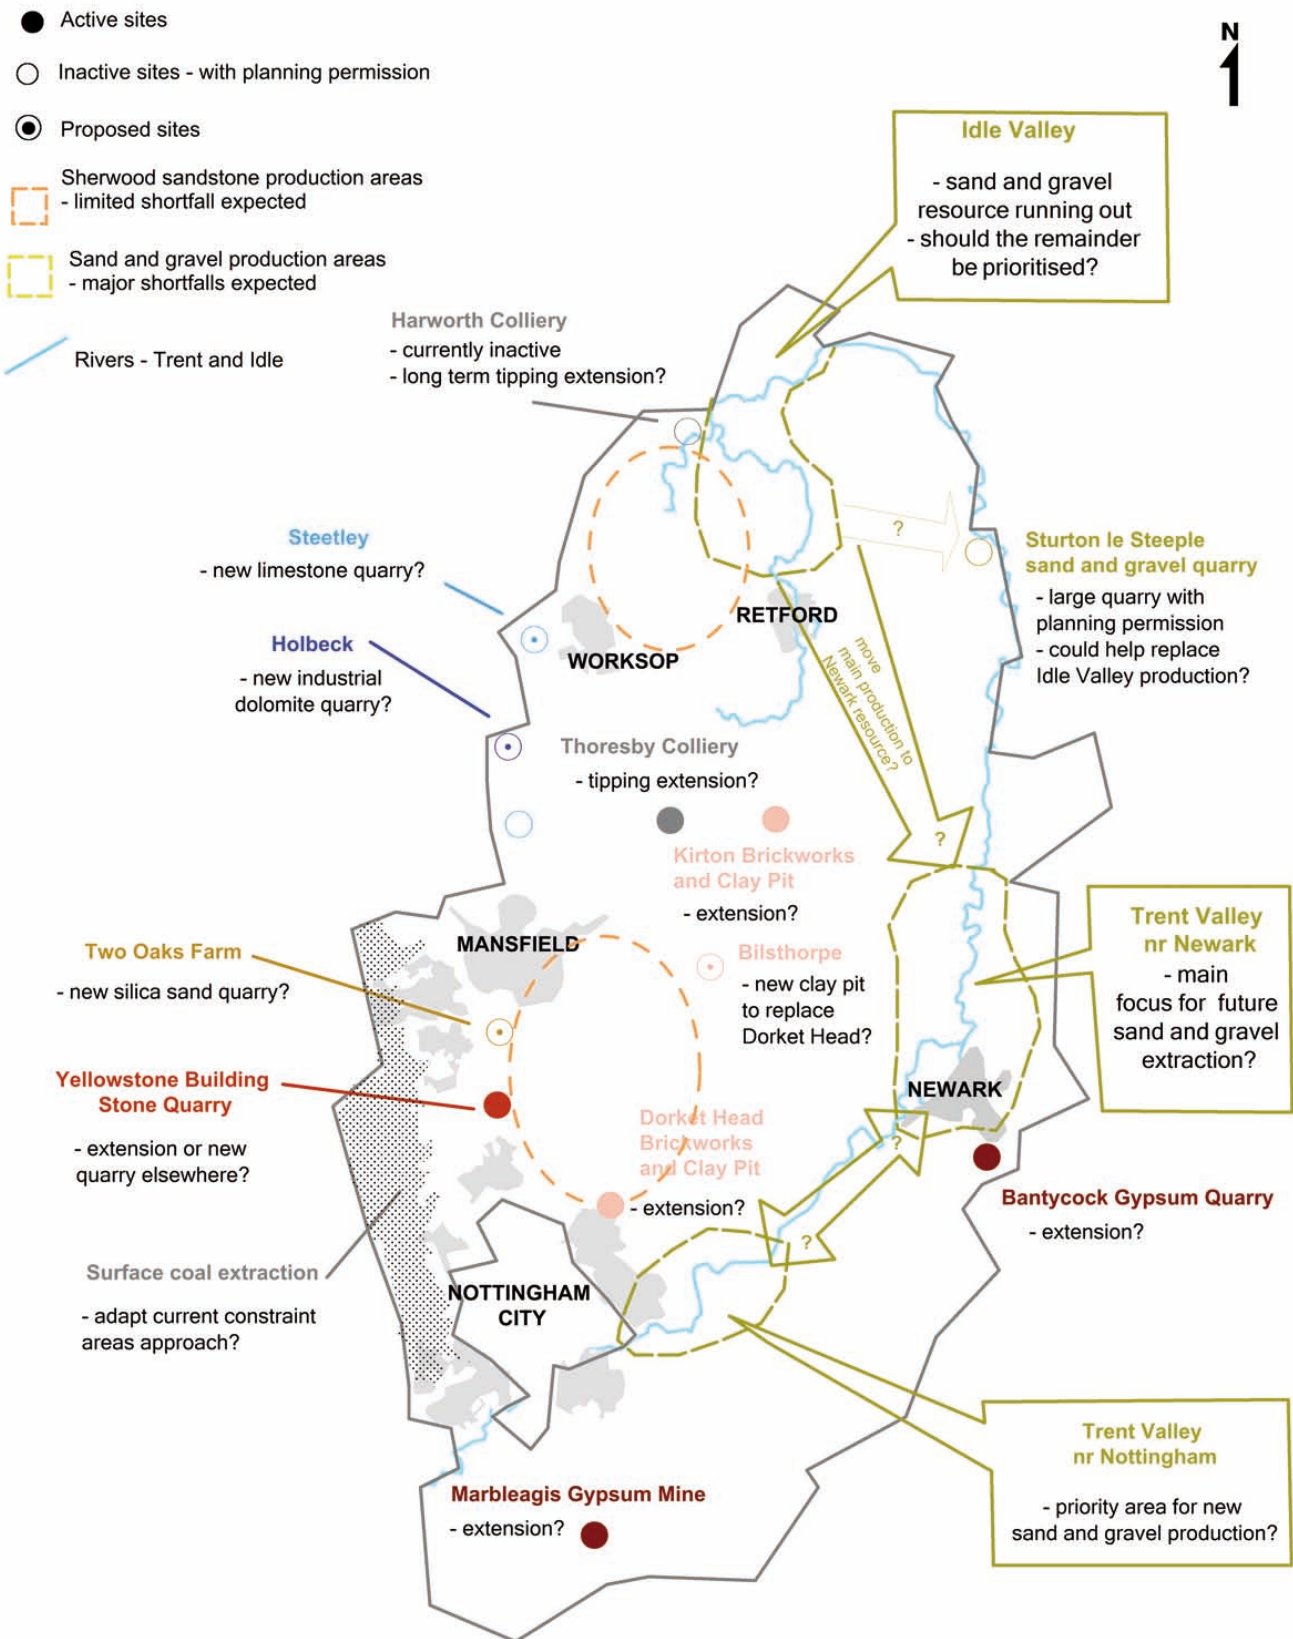 Active sites
N
Inactive sites - with planning permission
Proposed sites
Sherwood sandstone production areas
- limited shortfall expected
Sand and gravel production areas
- major shortfalls expected
Rivers - Trent and Idle
Idle Valley
- sand and gravel
resource running out
- should the remainder
be prioritised?
Harworth Colliery
- currently inactive
- long term tipping extension?
Steetley
- new limestone quarry?
?
Sturton le Steeple
sand and gravel quarry
- large quarry with
planning permission
- could help replace
Idle Valley production?
RETFORD
WORKSOP
Holbeck
- new industrial
dolomite quarry?
move
main production to
Newark resource?
?
Thoresby Colliery
- tipping extension?
Kirton Brickworks
and Clay Pit
- extension?
MANSFIELD
Bilsthorpe
- new clay pit
to replace
Dorket Head?
Trent Valley
nr Newark
- main
focus for future
sand and gravel
extraction?
Two Oaks Farm
- new silica sand quarry?
Yellowstone Building
Stone Quarry
- extension or new
quarry elsewhere?
NEWARK
?
Dorket Head
Brickworks
and Clay Pit
- extension?
Bantycock Gypsum Quarry
- extension?
?
Surface coal extraction
- adapt current constraint
areas approach?
NOTTINGHAM
CITY
Trent Valley
nr Nottingham
- priority area for new
sand and gravel production?
Marbleagis Gypsum Mine
- extension?